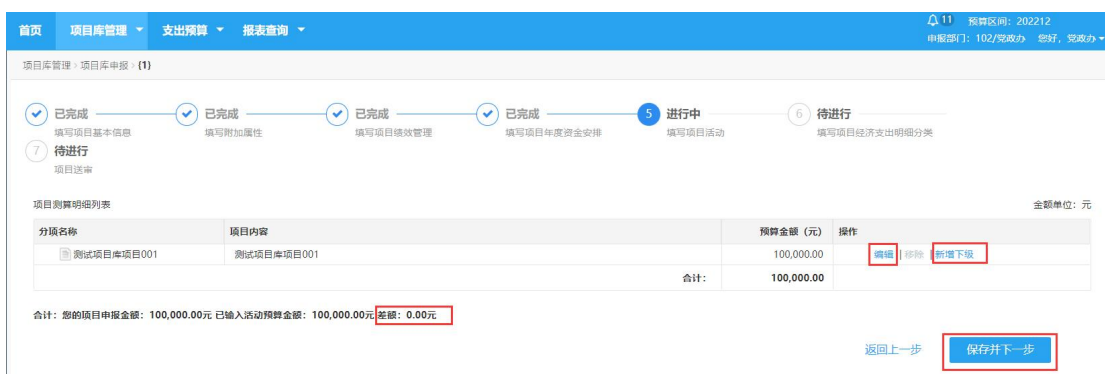 首页 项目库管理 支出预算 报表查询
11 预算区间：202212
申报部门：102/党政办 您好，党政办
项目库管理 > 项目库申报 > (1)
已完成 已完成 已完成 已完成 5 进行中 6 待进行
填写项目基本信息 填写附加属性 填写项目绩效管理 填写项目年度资金安排 填写项目活动 填写项目经济支出明细分类
7 待进行
项目送审
项目测算明细列表 金额单位：元
分项名称 项目内容 预算金额（元） 操作
测试项目库项目001 测试项目库项目001 100,000.00 编辑 | 移除 | 新增下级
合计： 100,000.00
合计：您的项目申报金额：100,000.00元 已输入活动预算金额：100,000.00元 差额：0.00元
返回上一步 保存并下一步